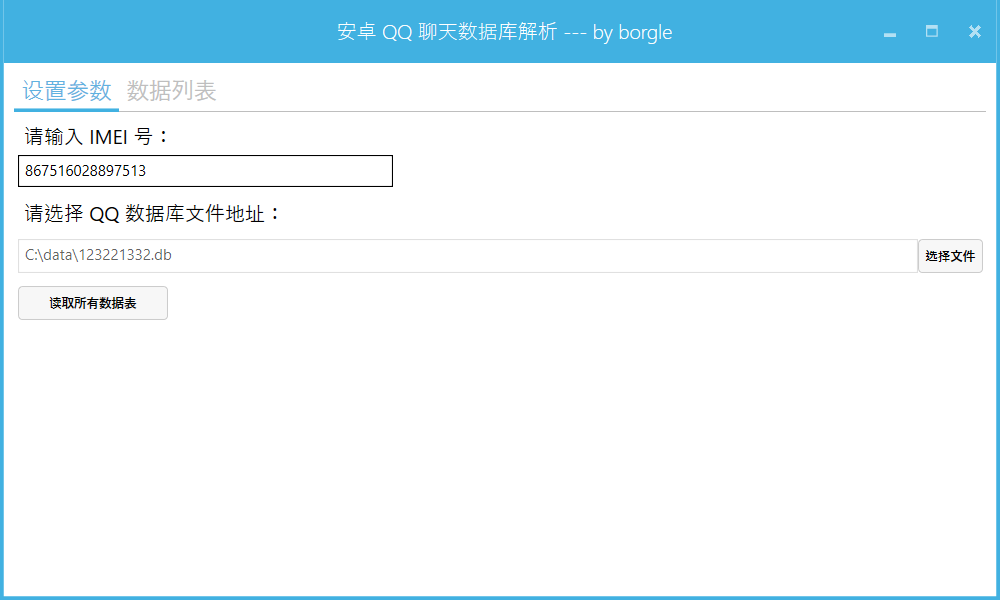 安卓 QQ 聊天数据库解析 --- by borgle
设置参数 数据列表
请输入 IMEI 号：
867516028897513
请选择 QQ 数据库文件地址：
C:\data\123221332.db 选择文件
读取所有数据表